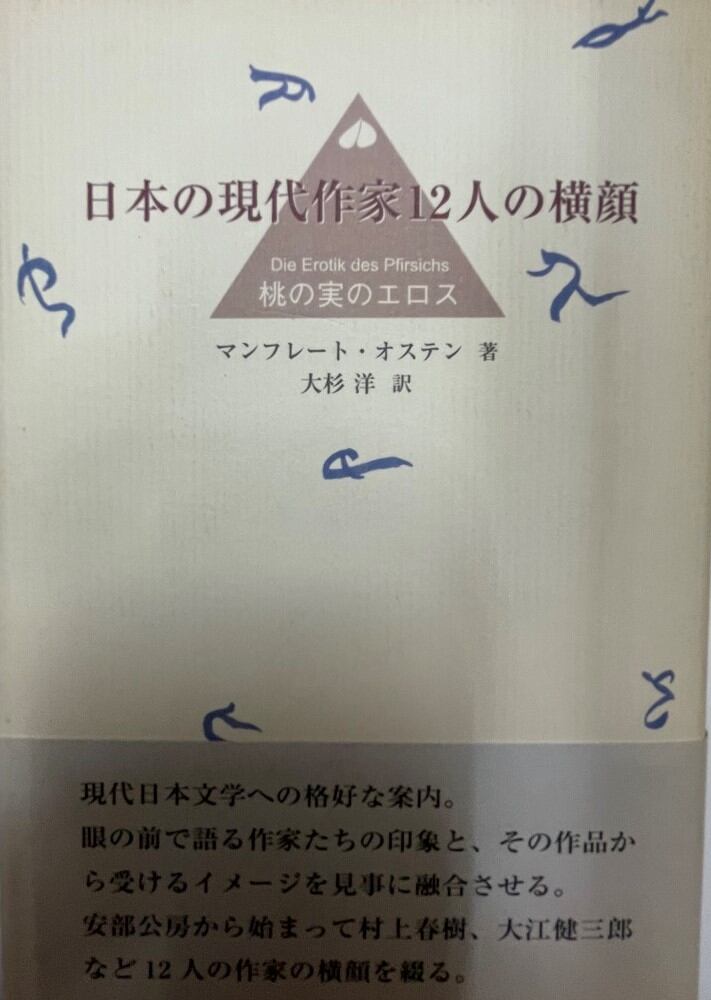 日本の現代作家12人の横顔
Die Erotik des Pfirsichs
桃の実のエロス
マンフレート・オステン 著
大杉 洋 訳
現代日本文学への格好な案内。
眼の前で語る作家たちの印象と、その作品か
ら受けるイメージを見事に融合させる。
安部公房から始まって村上春樹、大江健三郎
など12人の作家の横顔を綴る。